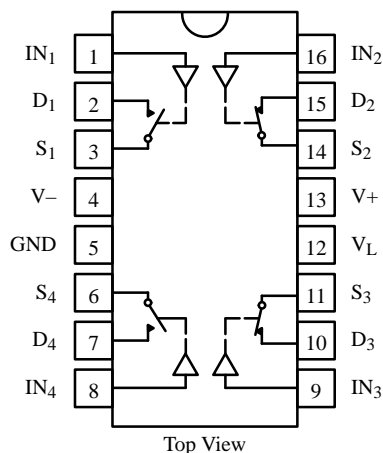 IN1 1 16 IN2
D1 2 15 D2
S1 3 14 S2
V– 4 13 V+
GND 5 12 VL
S4 6 11 S3
D4 7 10 D3
IN4 8 9 IN3
Top View